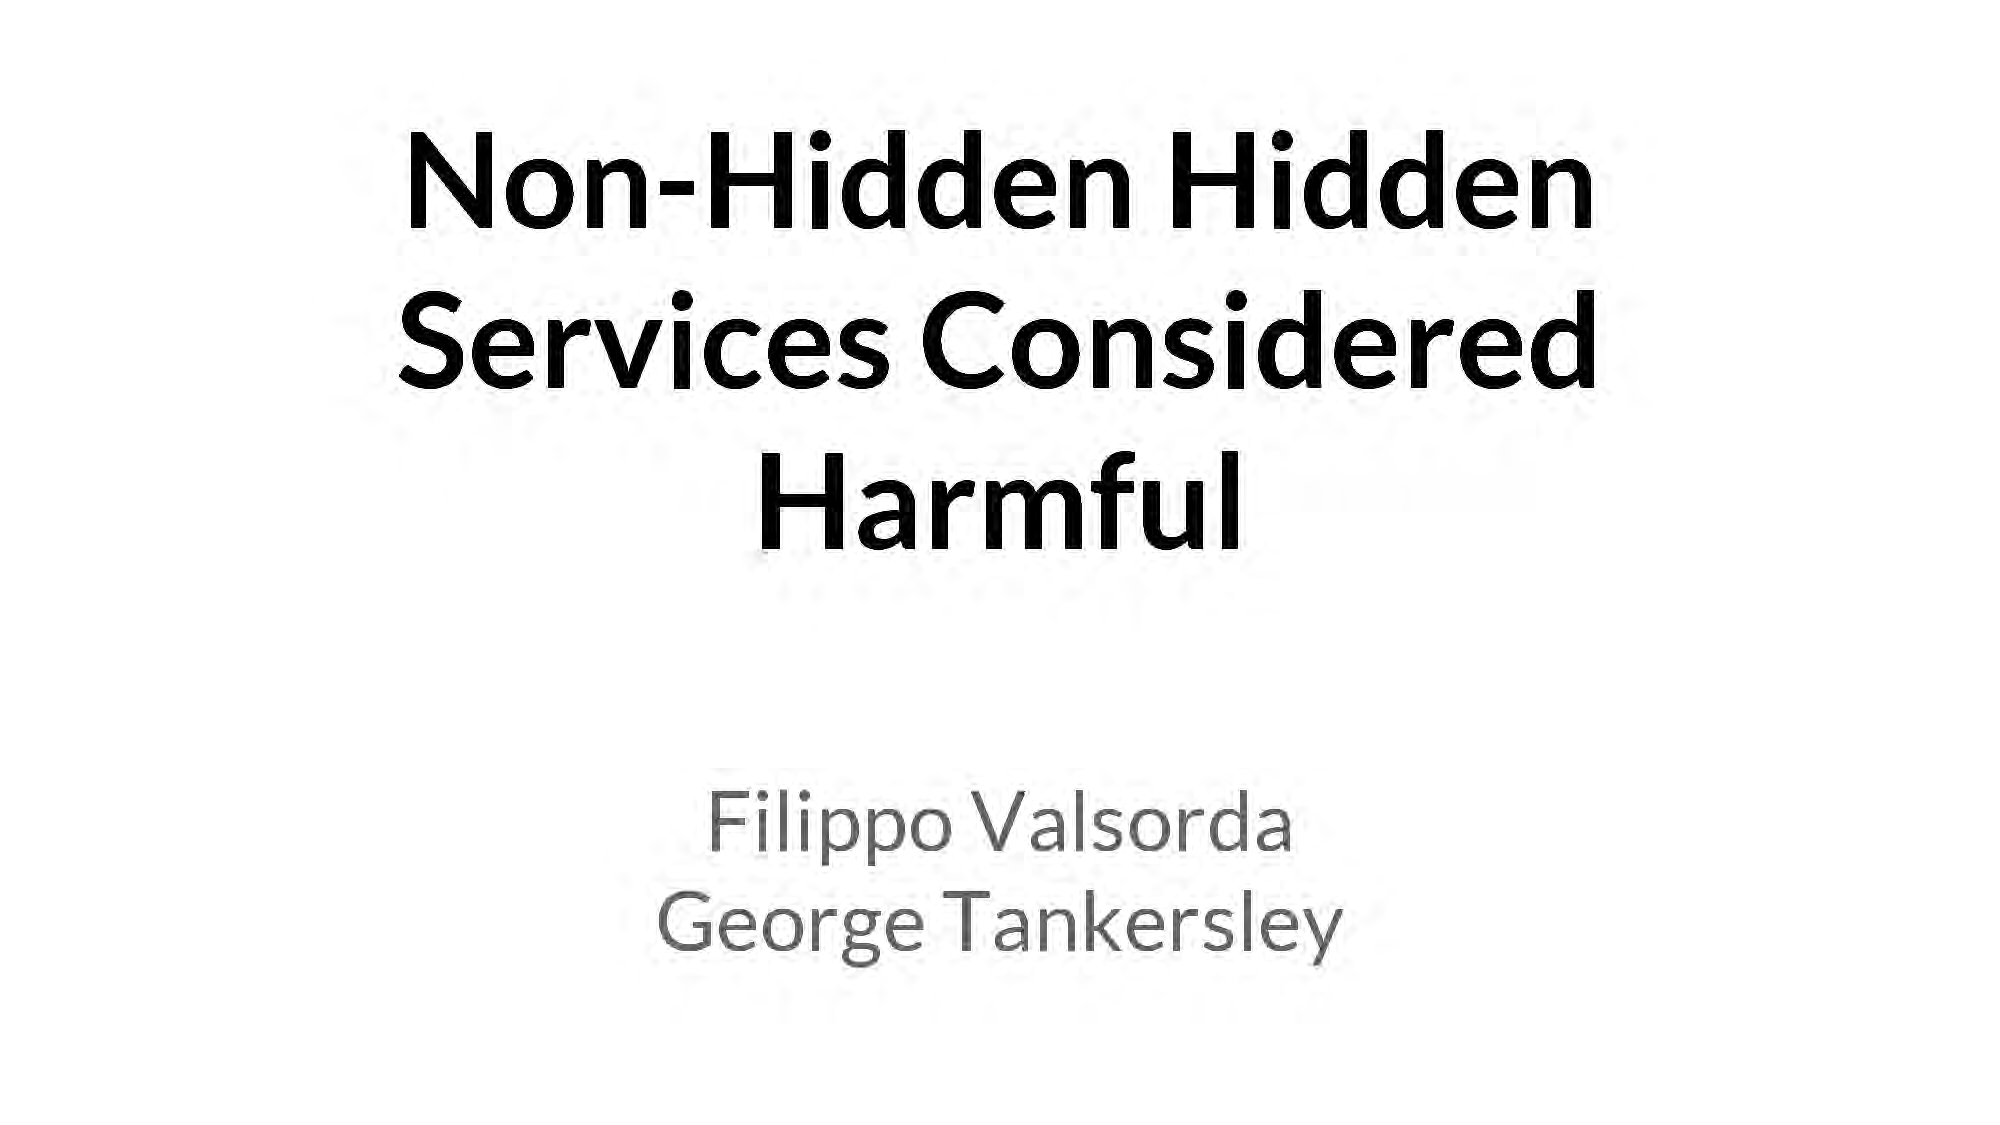 Non-Hidden Hidden
Services Considered
Harmful
Filippo Valsorda
George Tankersley